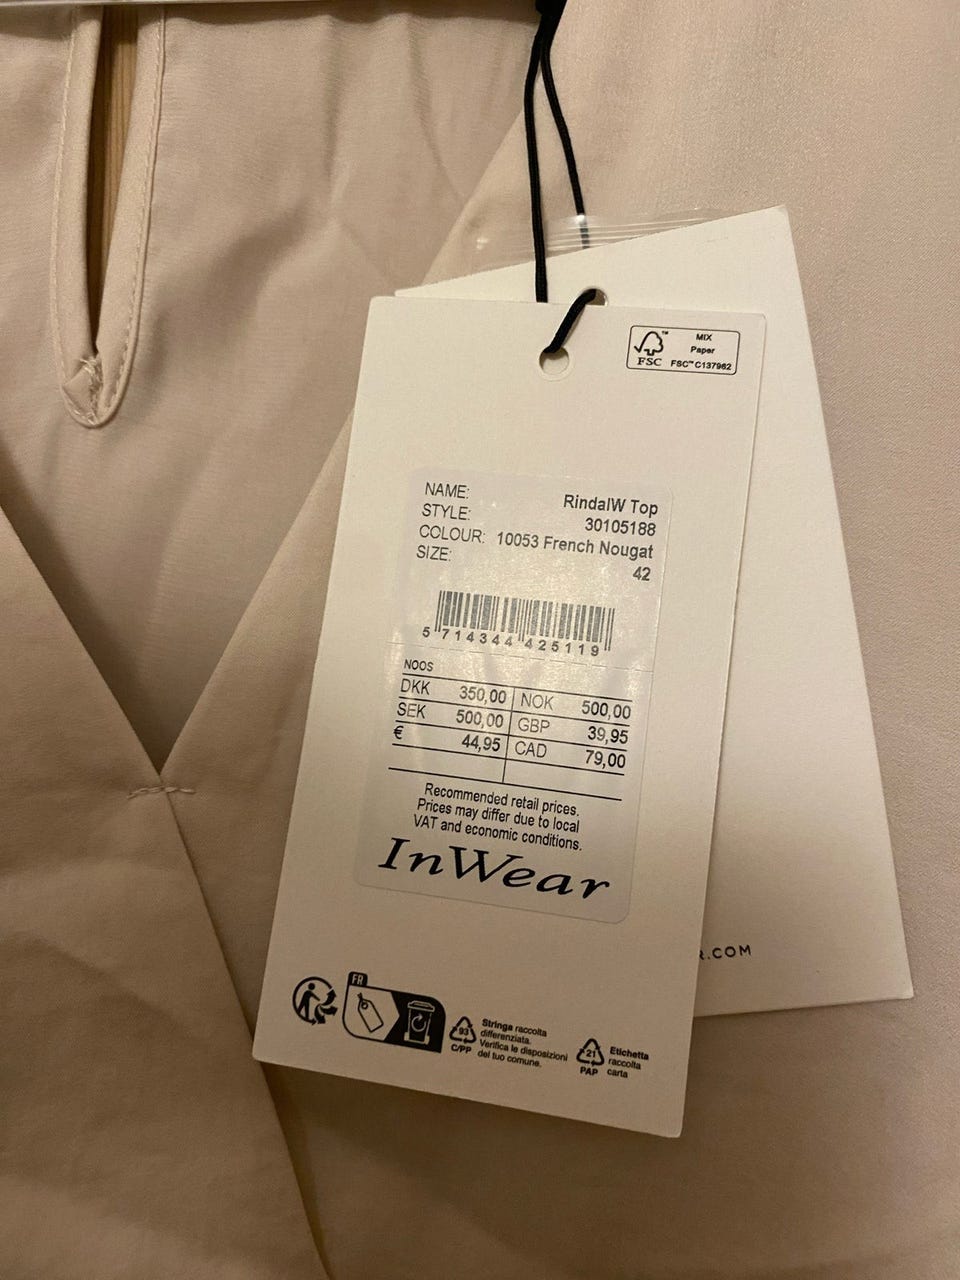 MIX
Paper
FSC™ C137962
FSC™
NAME: RindaIW Top
STYLE: 30105188
COLOUR: 10053 French Nougat
SIZE: 42
5 714344 425119
NOOS
DKK 350,00 NOK 500,00
SEK 500,00 GBP 39,95
€ 44,95 CAD 79,00
Recommended retail prices.
Prices may differ due to local
VAT and economic conditions.
InWear
R.COM
FR
93
C/PP
Stringa raccolta
differenziata.
Verifica le disposizioni
del tuo comune.
21
PAP
Etichetta
raccolta
carta